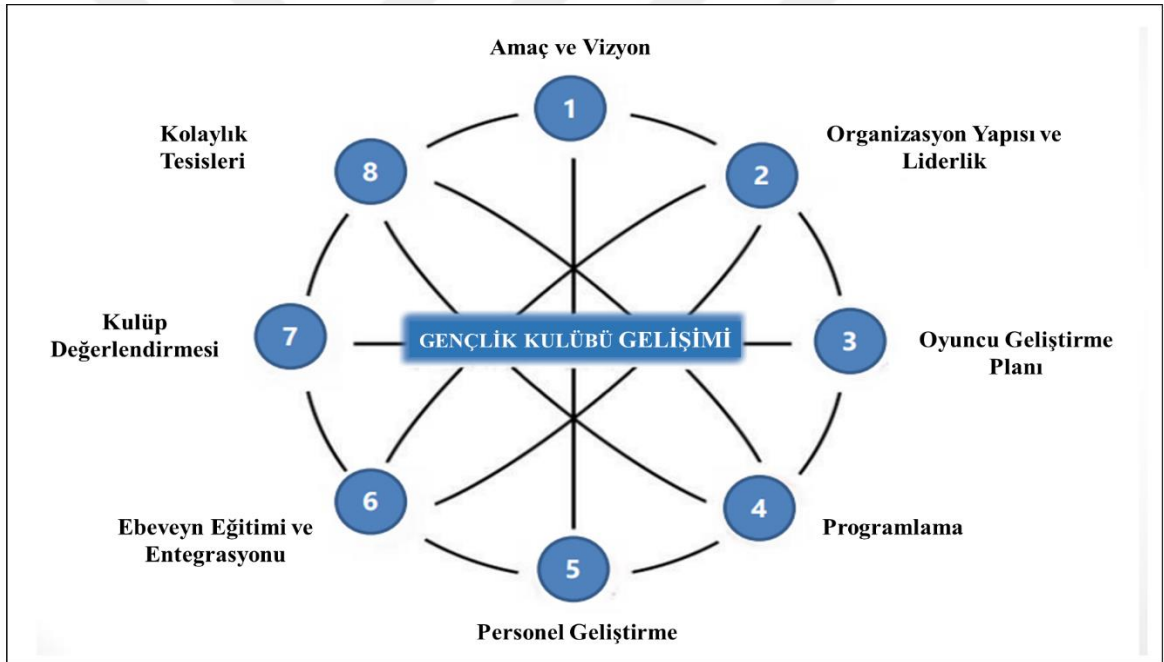 Amaç ve Vizyon
1
Organizasyon Yapısı ve
Liderlik
2
Oyuncu Geliştirme
Planı
3
Programlama
4
Personel Geliştirme
5
Ebeveyn Eğitimi ve
Entegrasyonu
6
Kulüp
Değerlendirmesi
7
Kolaylık
Tesisleri
8
GENÇLİK KULÜBÜ GELİŞİMİ